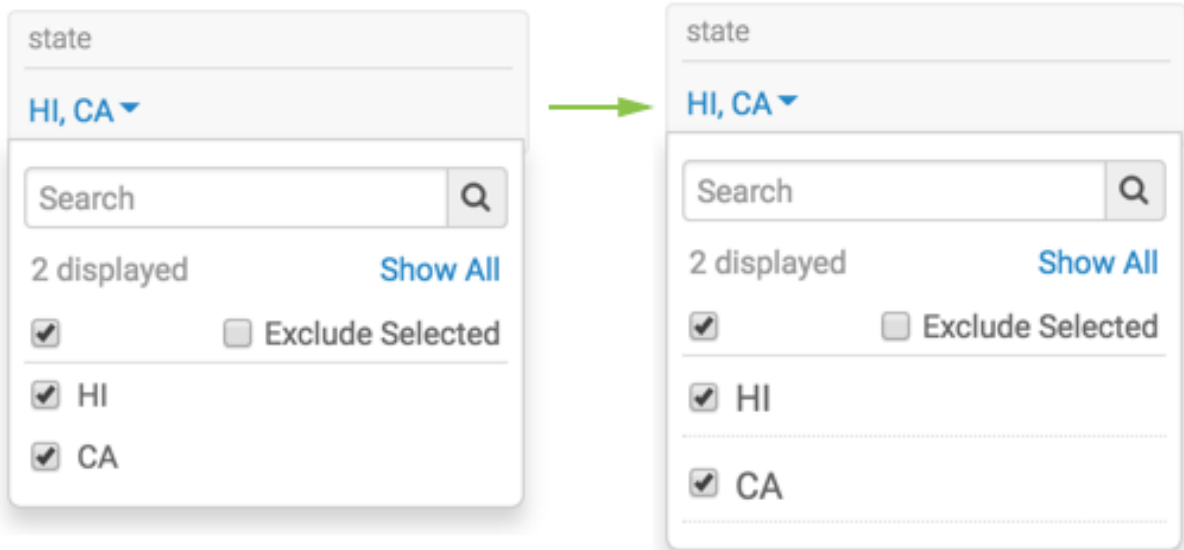 state
HI, CA
Search
2 displayed Show All
Exclude Selected
HI
CA
state
HI, CA
Search
2 displayed Show All
Exclude Selected
HI
CA